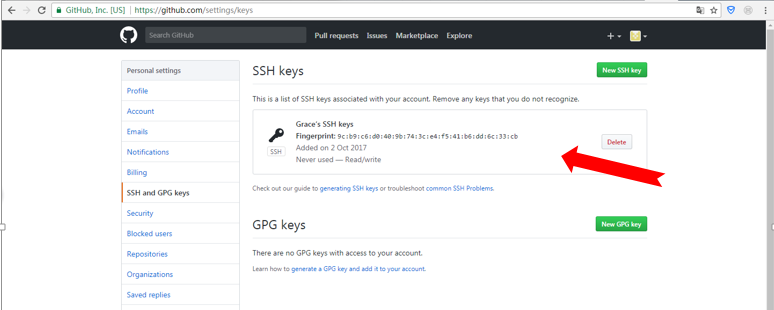 GitHub, Inc. [US] https://github.com/settings/keys
Search GitHub Pull requests Issues Marketplace Explore
Personal settings
Profile
Account
Emails
Notifications
Billing
SSH and GPG keys
Security
Blocked users
Repositories
Organizations
Saved replies
SSH keys New SSH key
This is a list of SSH keys associated with your account. Remove any keys that you do not recognize.
Grace's SSH keys
Fingerprint: 9c:b9:c6:d0:40:9b:74:3c:e4:f5:41:b6:dd:6c:33:cb
Added on 2 Oct 2017
Never used — Read/write
SSH
Delete
Check out our guide to generating SSH keys or troubleshoot common SSH Problems.
GPG keys New GPG key
There are no GPG keys with access to your account.
Learn how to generate a GPG key and add it to your account.